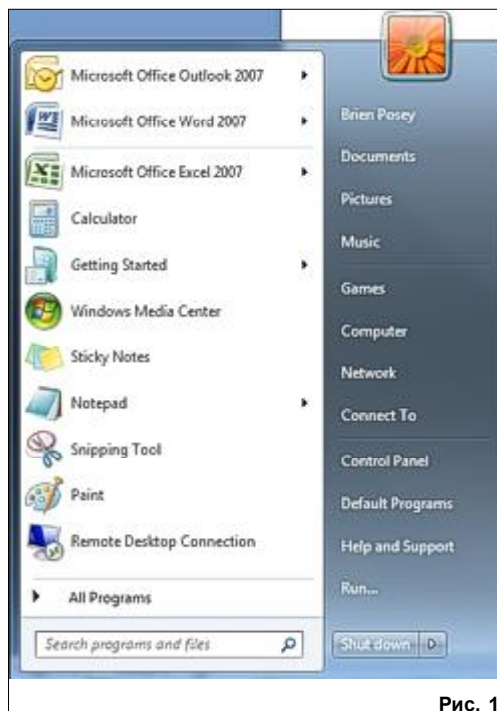 Microsoft Office Outlook 2007
Microsoft Office Word 2007
Microsoft Office Excel 2007
Calculator
Getting Started
Windows Media Center
Sticky Notes
Notepad
Snipping Tool
Paint
Remote Desktop Connection
All Programs
Search programs and files
Brien Posey
Documents
Pictures
Music
Games
Computer
Network
Connect To
Control Panel
Default Programs
Help and Support
Run...
Shut down D
Рис. 1